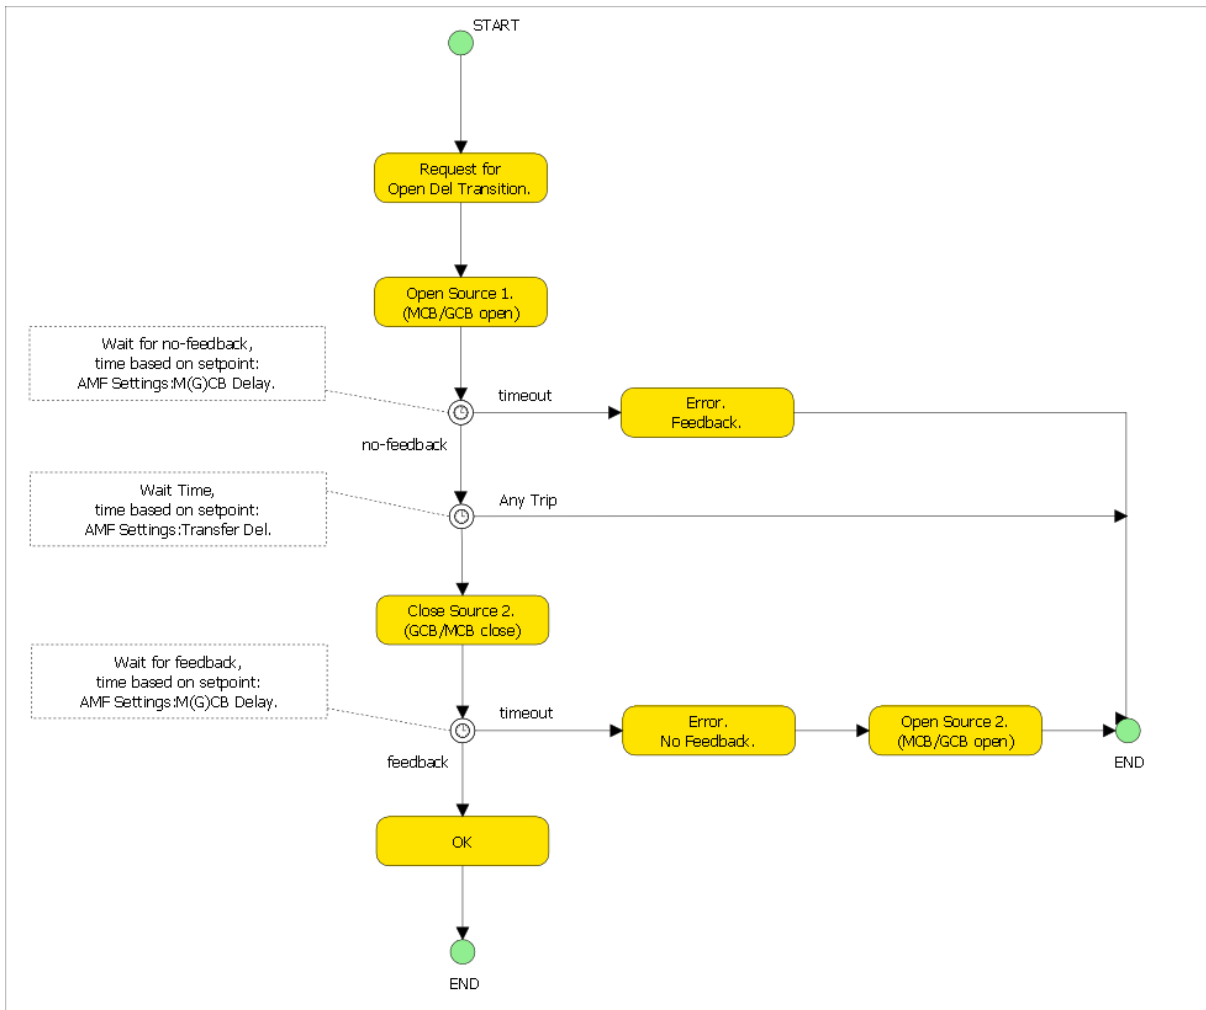 START
Request for
Open Del Transition.
Open Source 1.
(MCB/GCB open)
Wait for no-feedback,
time based on setpoint:
AMF Settings:M(G)CB Delay.
timeout
Error.
Feedback.
no-feedback
Wait Time,
time based on setpoint:
AMF Settings:Transfer Del.
Any Trip
Close Source 2.
(GCB/MCB close)
Wait for feedback,
time based on setpoint:
AMF Settings:M(G)CB Delay.
timeout
Error.
No Feedback.
Open Source 2.
(MCB/GCB open)
feedback
END
OK
END